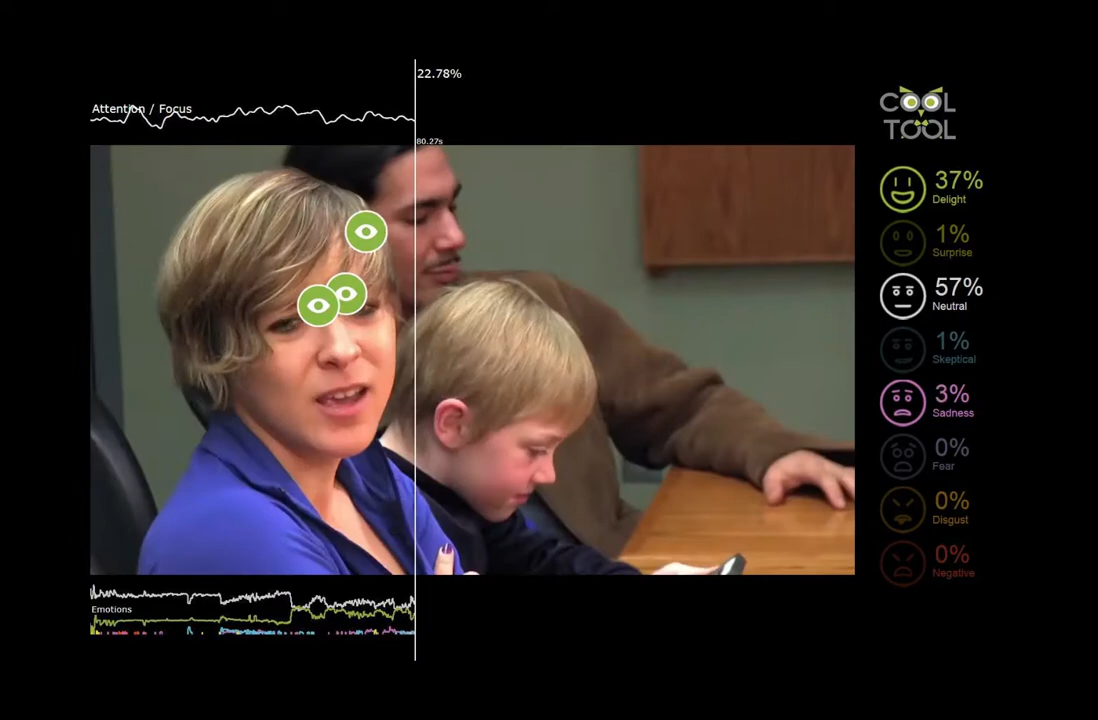 22.78%
Attention / Focus
80.27s
COOL
TOOL
37%
Delight
1%
Surprise
57%
Neutral
1%
Skeptical
3%
Sadness
0%
Fear
0%
Disgust
0%
Negative
Emotions